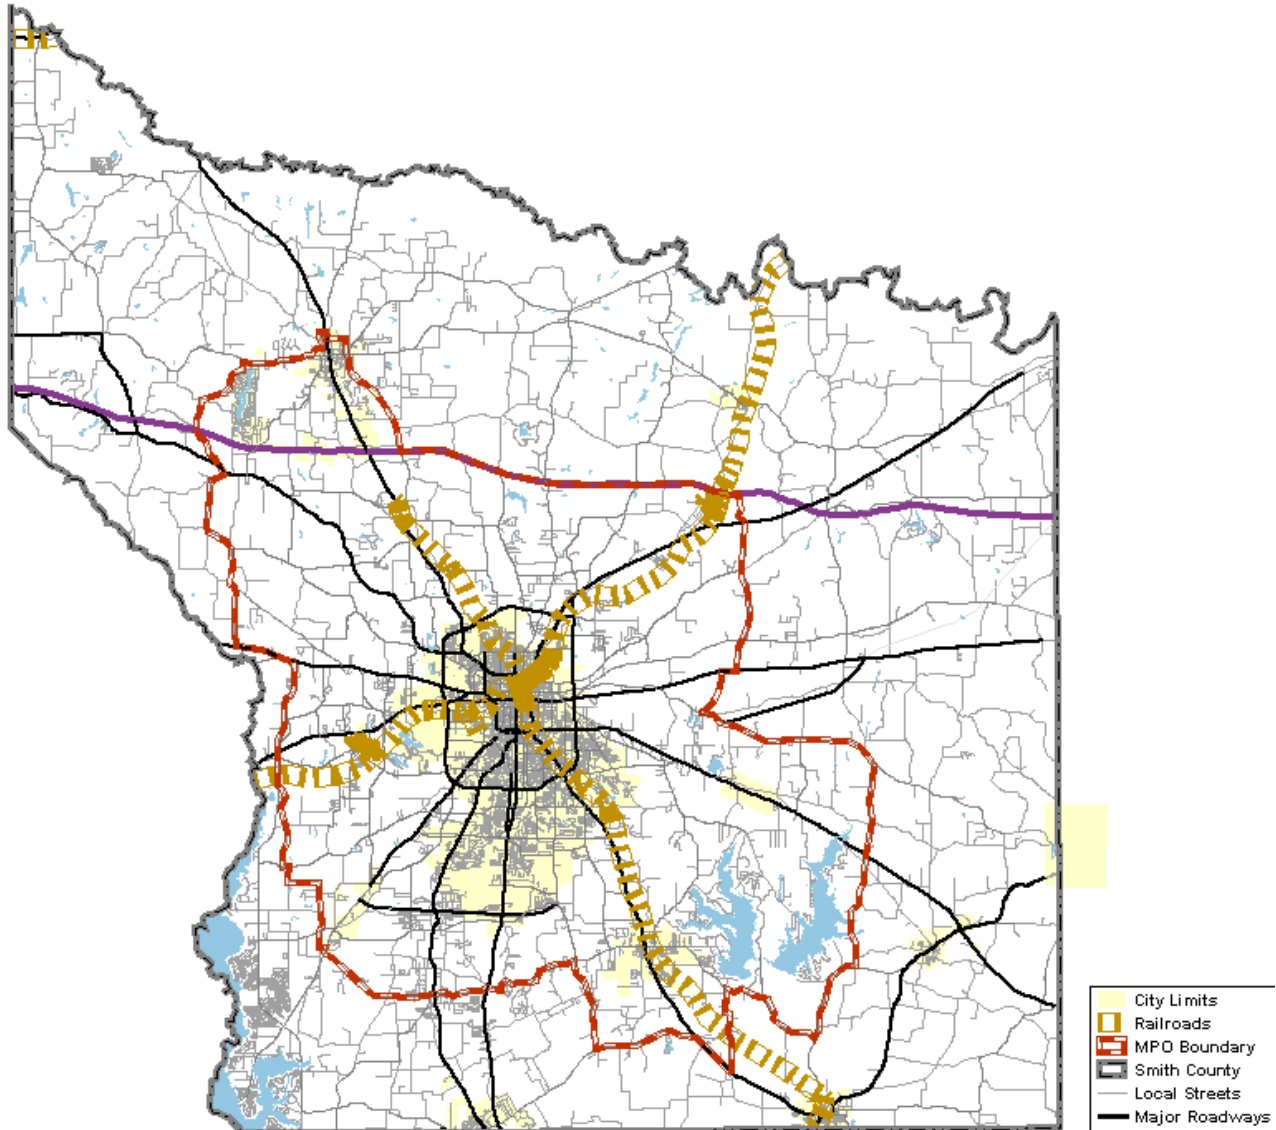 City Limits
Railroads
MPO Boundary
Smith County
Local Streets
Major Roadways